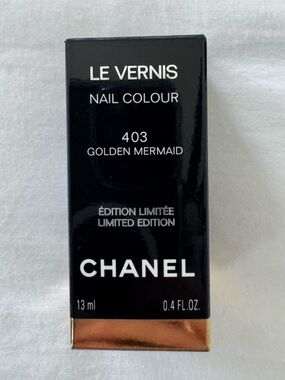 LE VERNIS
NAIL COLOUR
403
GOLDEN MERMAID
ÉDITION LIMITÉE
LIMITED EDITION
CHANEL
13 ml 0.4 FL.OZ.